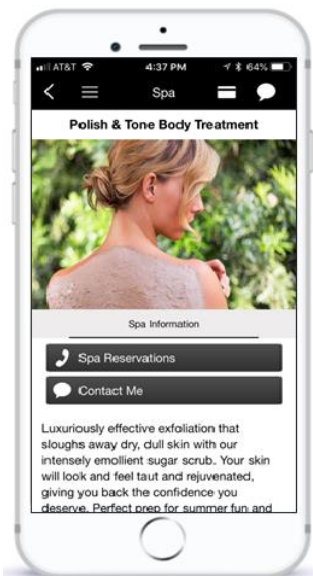 AT&T 4:37 PM 64%
Spa
Polish & Tone Body Treatment
Spa Information
Spa Reservations
Contact Me
Luxuriously effective exfoliation that
sloughs away dry, dull skin with our
intensely emollient sugar scrub. Your skin
will look and feel taut and rejuvenated,
giving you back the confidence you
deserve. Perfect prep for summer fun and